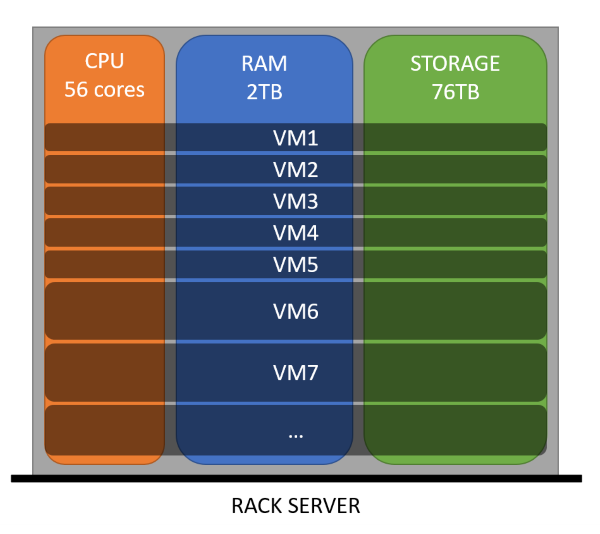 CPU
56 cores
RAM
2TB
STORAGE
76TB
VM1
VM2
VM3
VM4
VM5
VM6
VM7
...
RACK SERVER